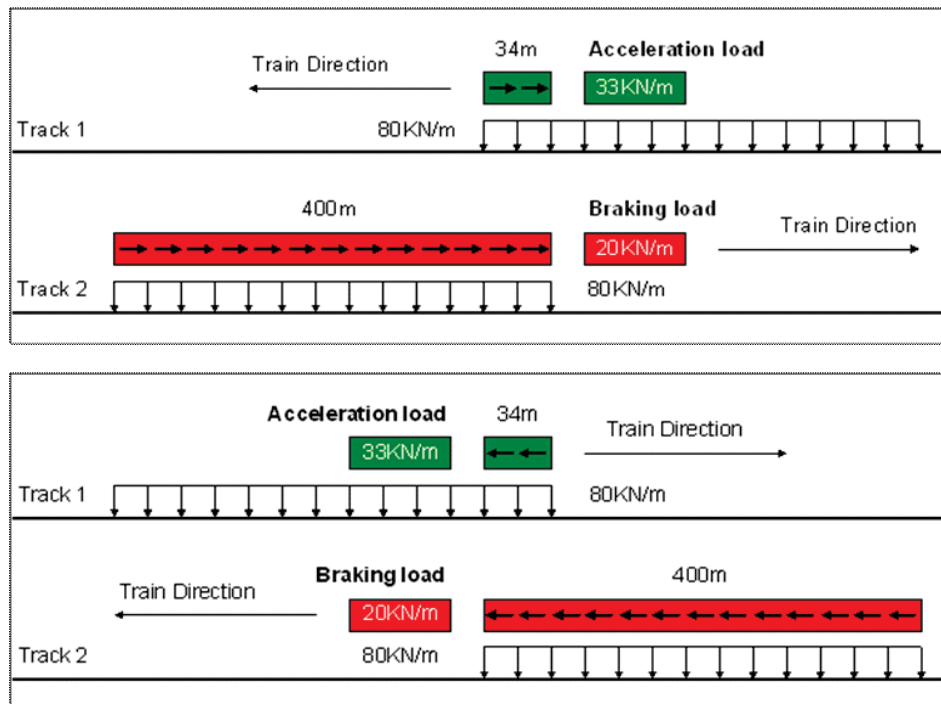 34m Acceleration load
Train Direction
33KN/m
Track 1 80KN/m
400m Braking load
Train Direction
20KN/m
Track 2 80KN/m
Acceleration load 34m
Train Direction
33KN/m
Track 1 80KN/m
Braking load 400m
Train Direction
20KN/m
Track 2 80KN/m